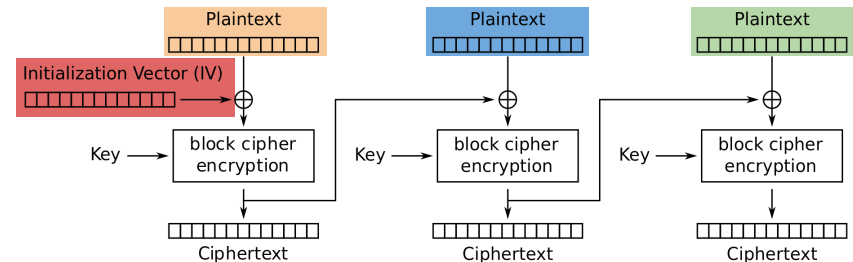 Plaintext
Plaintext
Plaintext
Initialization Vector (IV)
Key
block cipher
encryption
Key
block cipher
encryption
Key
block cipher
encryption
Ciphertext
Ciphertext
Ciphertext